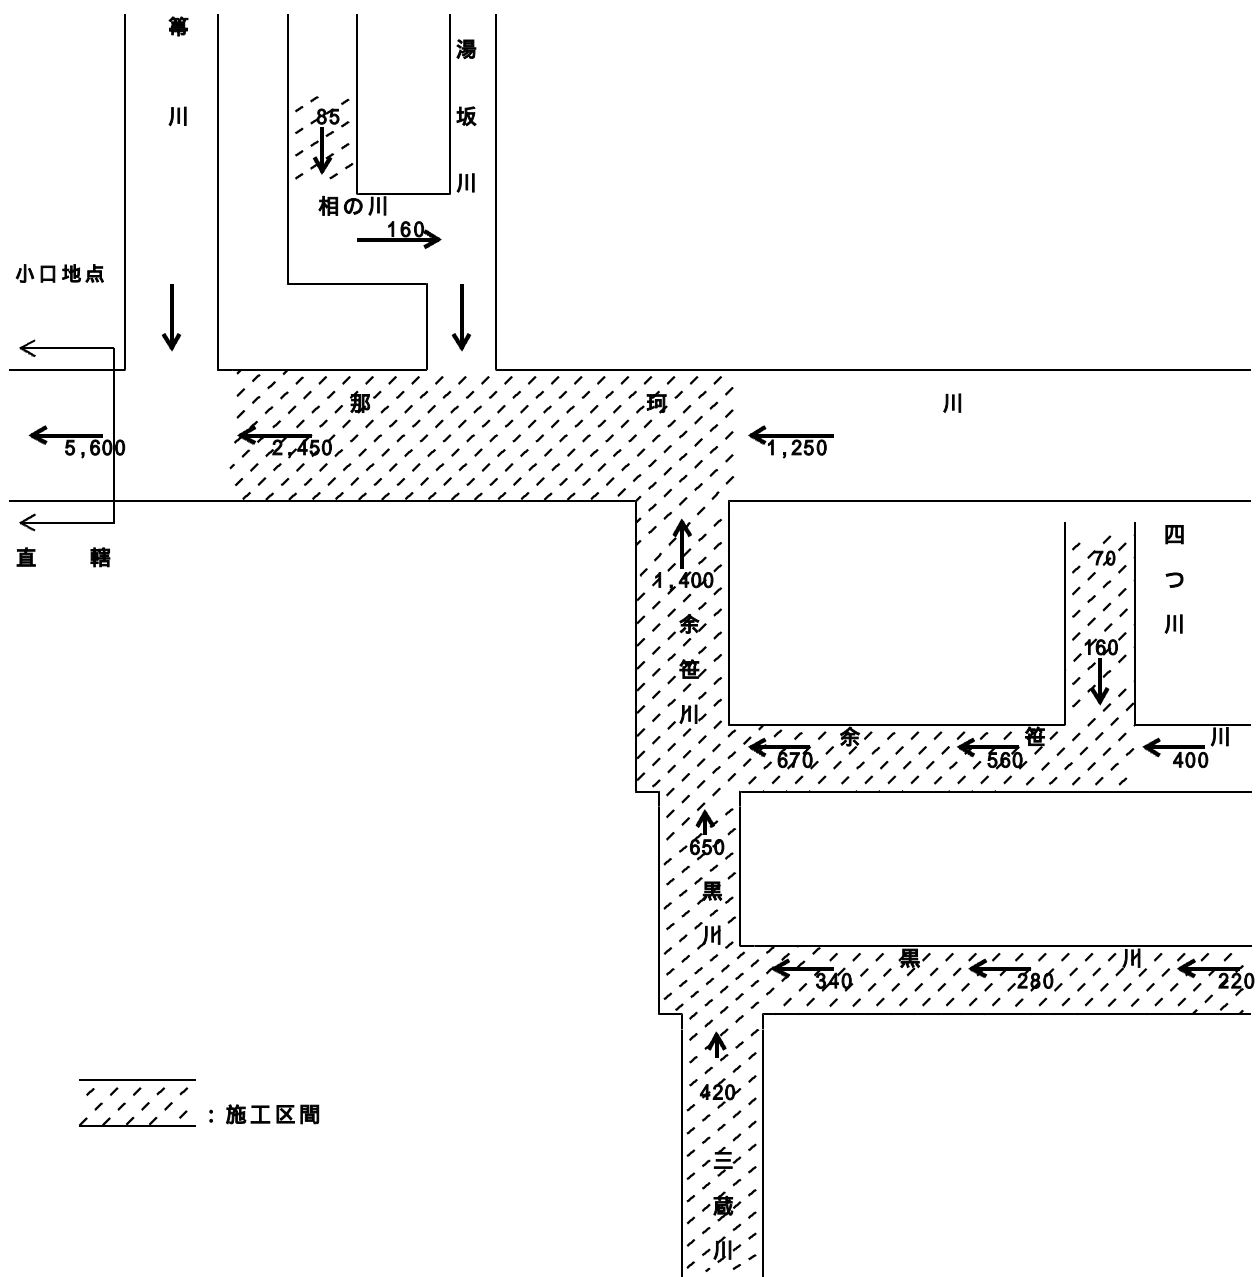 箒川
湯坂川
85
相の川
160
小口地点
那珂川
5,600
2,450
1,250
直轄
1,400
余笹川
四つ川
70
160
余笹川
670
560
400
650
黒川
黒川
340
280
220
420
三蔵川
：施工区間